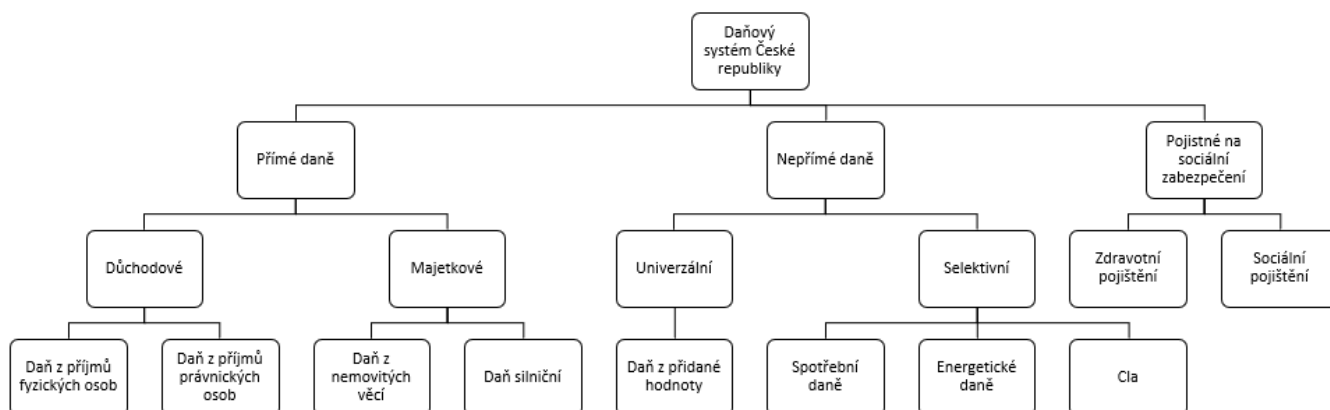 Daňový
systém České
republiky
Přímé daně
Nepřímé daně
Pojistné na
sociální
zabezpečení
Důchodové
Majetkové
Univerzální
Selektivní
Zdravotní
pojištění
Sociální
pojištění
Daň z příjmů
fyzických osob
Daň z příjmů
právnických
osob
Daň z
nemovitých
věcí
Daň silniční
Daň z přidané
hodnoty
Spotřební
daně
Energetické
daně
Cla